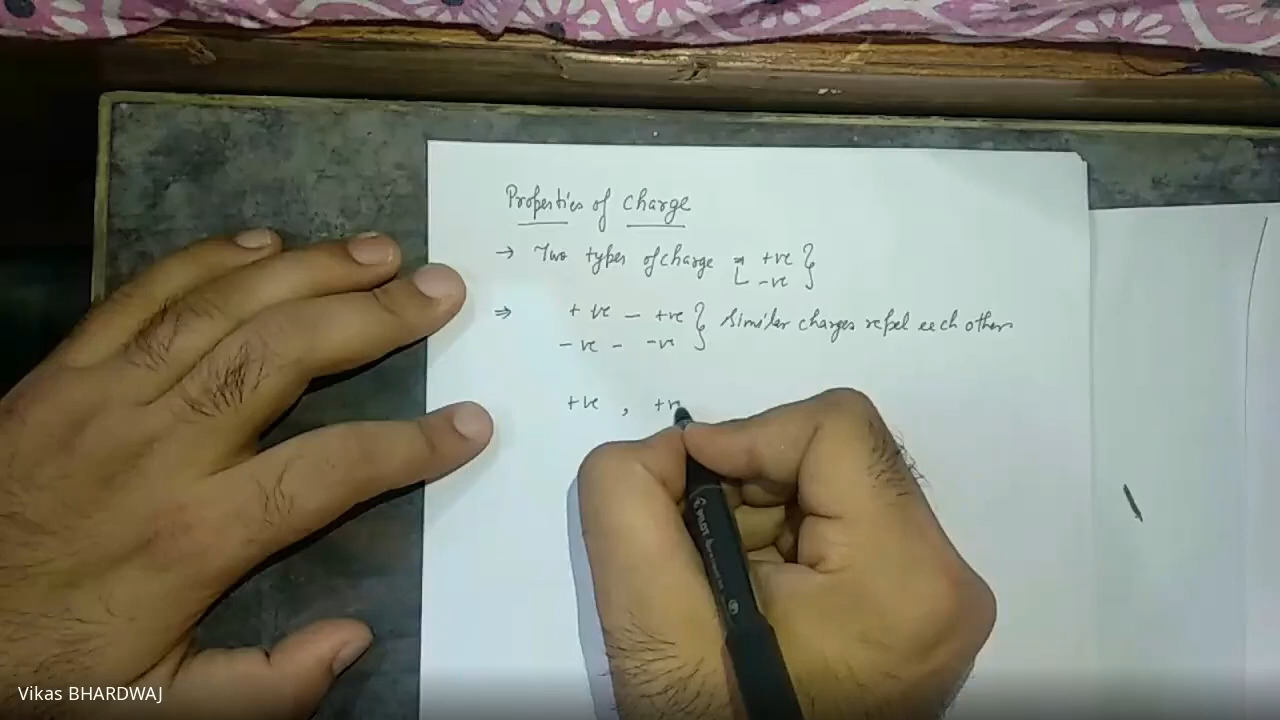 Properties of Charge
→ Two types of charge +ve }
-ve
⇒ +ve - +ve } Similar charges repel each others
-ve - -ve
+ve , +v
PILOT
Vikas BHARDWAJ